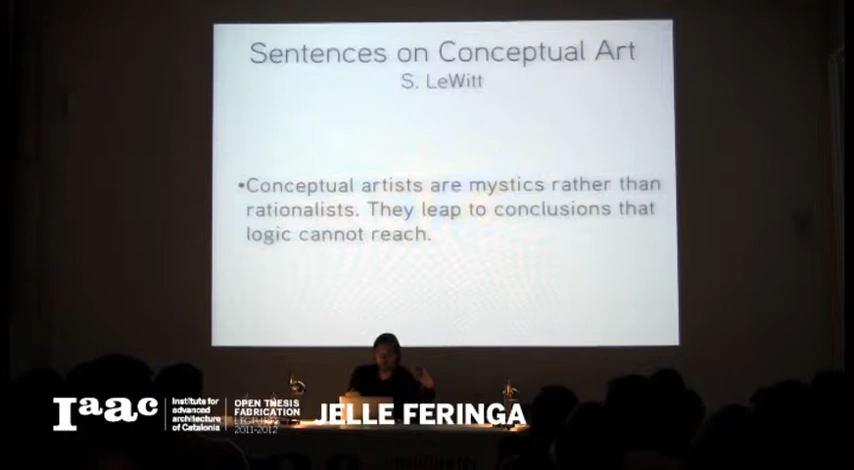 Sentences on Conceptual Art
S. LeWitt
•Conceptual artists are mystics rather than
rationalists. They leap to conclusions that
logic cannot reach.
Iaac
Institute for
advanced
architecture
of Catalonia
OPEN THESIS
FABRICATION
LECTURES
2011-2012
JELLE FERINGA